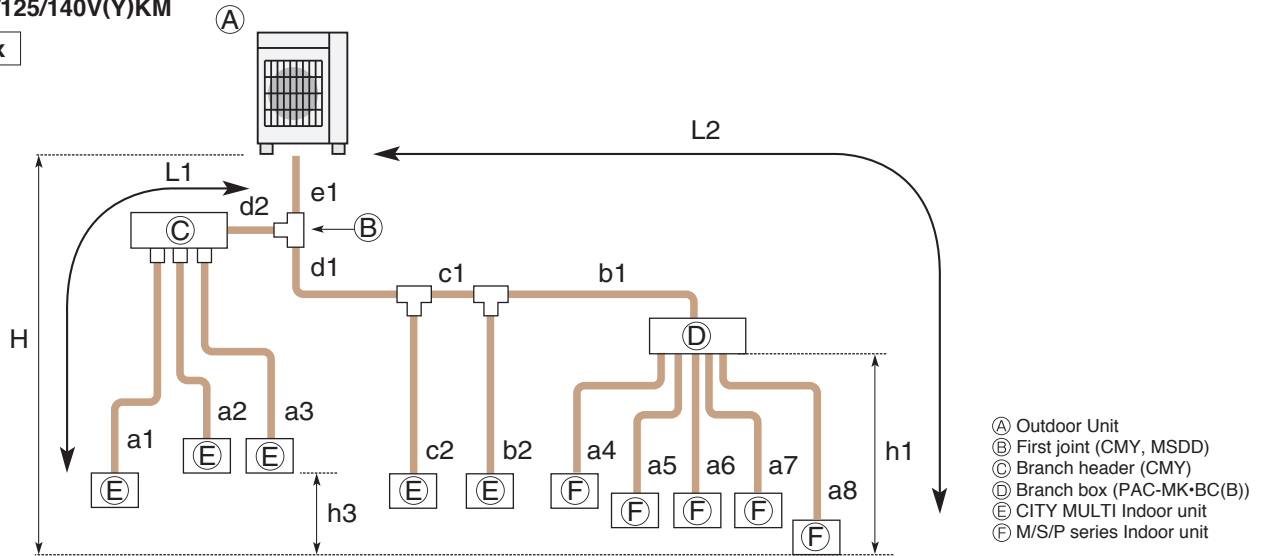 /125/140V(Y)KM
x
A
L2
L1
e1
d2
C
B
d1
c1
b1
H
D
a1
a2
a3
c2
b2
a4
a5
a6
a7
a8
h1
E
E
E
E
E
F
F
F
F
F
h3
A Outdoor Unit
B First joint (CMY, MSDD)
C Branch header (CMY)
D Branch box (PAC-MK•BC(B))
E CITY MULTI Indoor unit
F M/S/P series Indoor unit